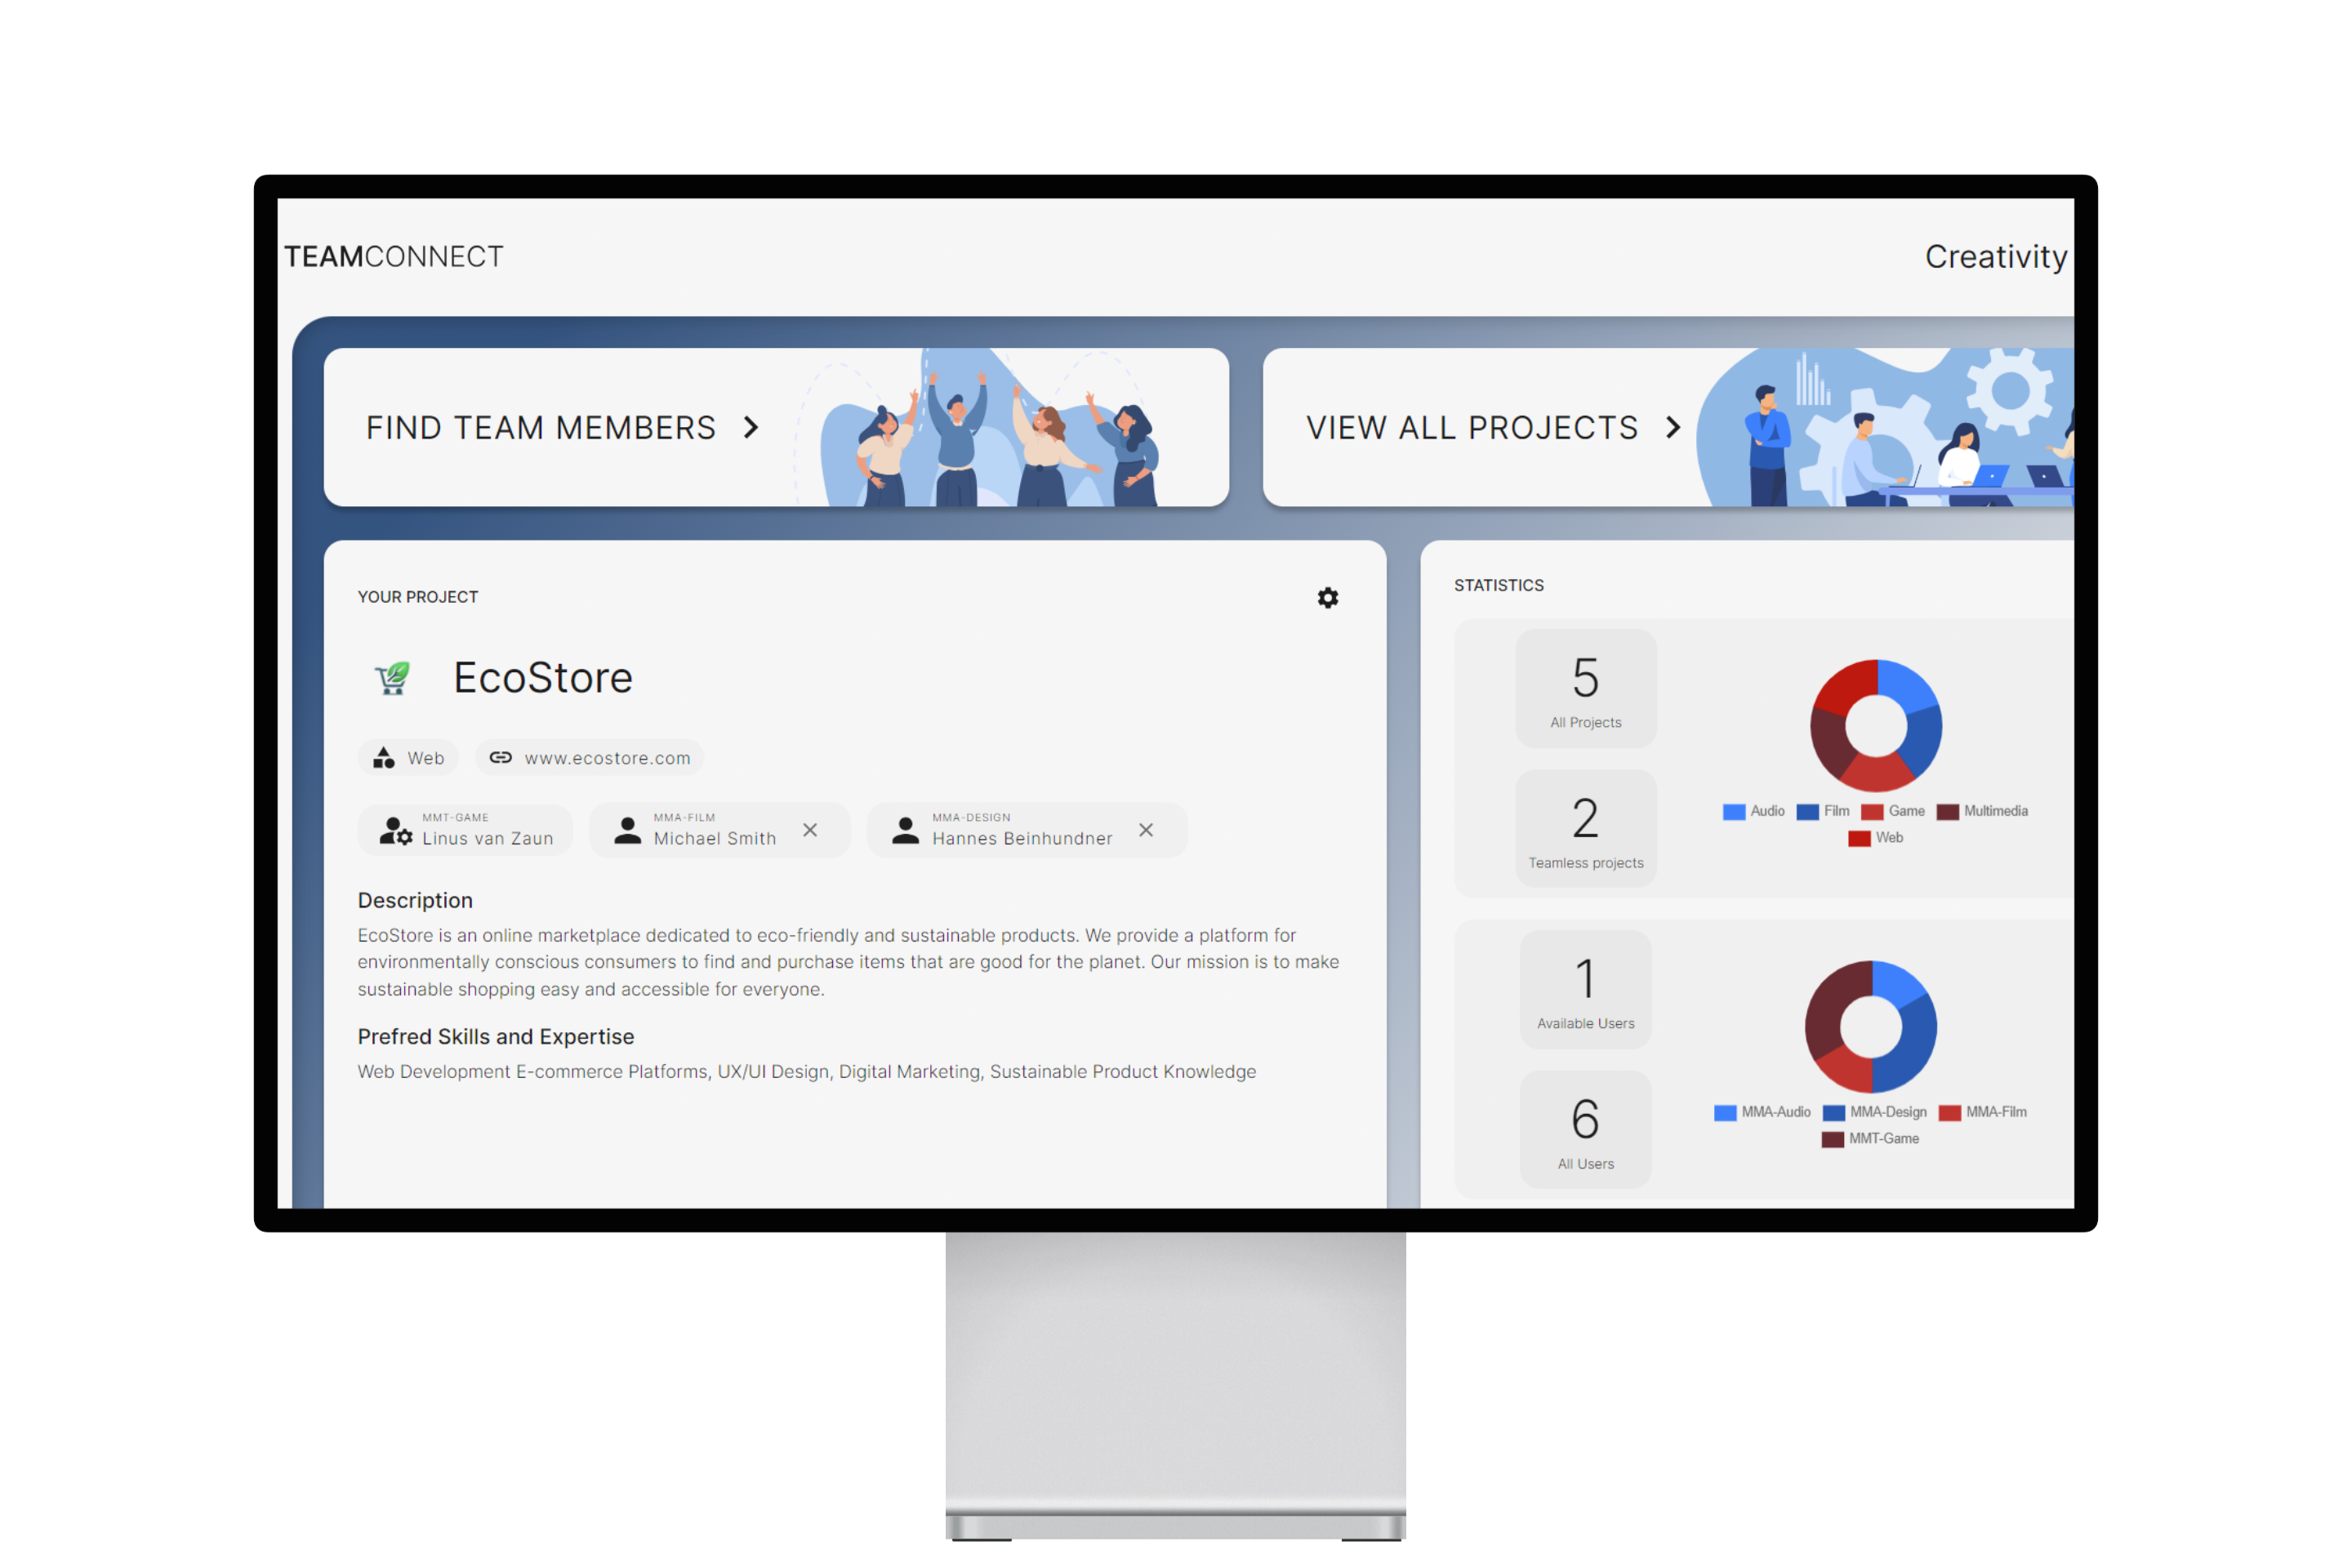 TEAMCONNECT
Creativity
FIND TEAM MEMBERS
VIEW ALL PROJECTS
YOUR PROJECT
EcoStore
Web
www.ecostore.com
MMT-GAME
Linus van Zaun
MMA-FILM
Michael Smith
MMA-DESIGN
Hannes Beinhundner
Description
EcoStore is an online marketplace dedicated to eco-friendly and sustainable products. We provide a platform for
environmentally conscious consumers to find and purchase items that are good for the planet. Our mission is to make
sustainable shopping easy and accessible for everyone.
Prefred Skills and Expertise
Web Development E-commerce Platforms, UX/UI Design, Digital Marketing, Sustainable Product Knowledge
STATISTICS
5
All Projects
2
Teamless projects
Audio Film Game Multimedia
Web
1
Available Users
6
All Users
MMA-Audio MMA-Design MMA-Film
MMT-Game